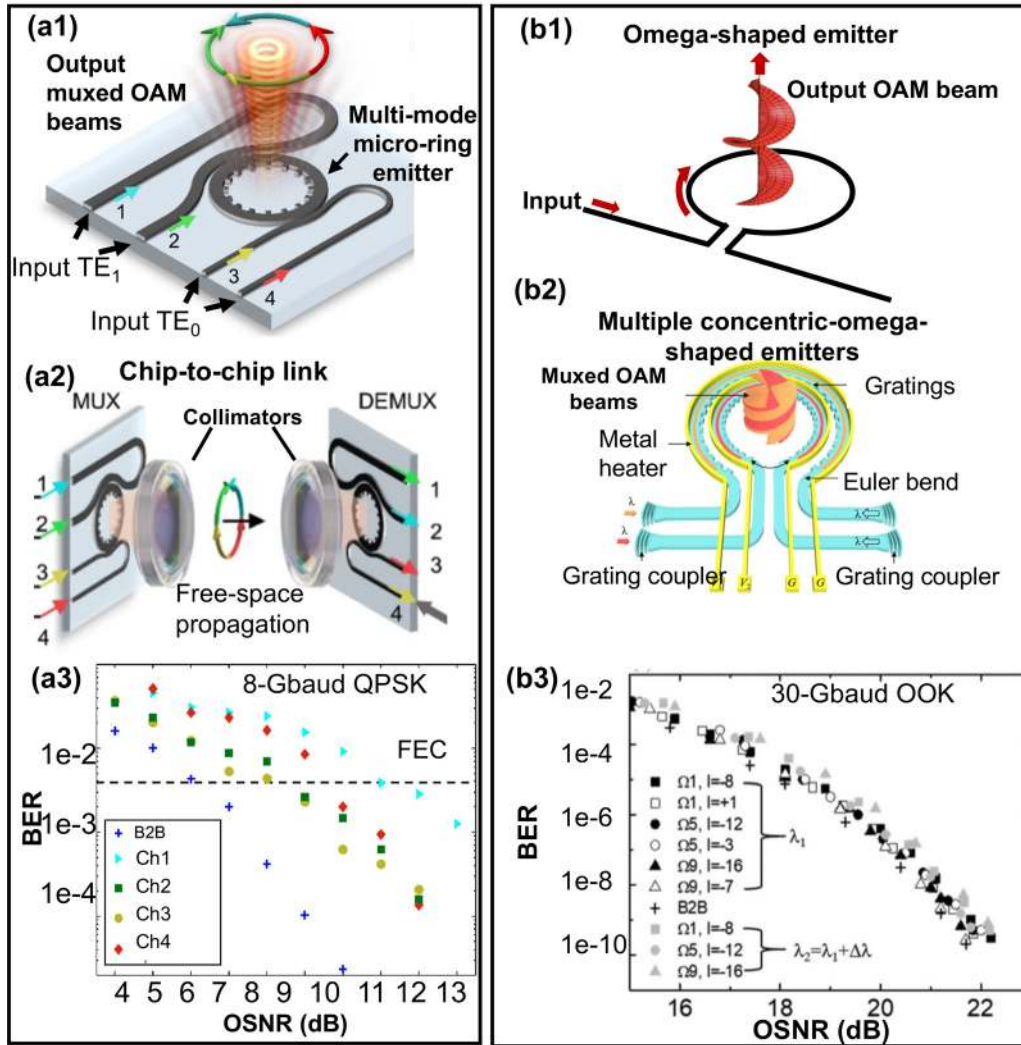 (a1)
Output
muxed OAM
beams
Multi-mode
micro-ring
emitter
1
2
3
4
Input TE₁
Input TE₀
(a2)
Chip-to-chip link
MUX
DEMUX
Collimators
1
2
3
4
1
2
3
4
Free-space
propagation
(a3)
8-Gbaud QPSK
FEC
1e-2
1e-3
1e-4
BER
B2B
Ch1
Ch2
Ch3
Ch4
4 5 6 7 8 9 10 11 12 13
OSNR (dB)
(b1)
Omega-shaped emitter
Output OAM beam
Input
(b2)
Multiple concentric-omega-
shaped emitters
Muxed OAM
beams
Gratings
Metal
heater
Euler bend
λ
λ
λ
λ
Grating coupler
Grating coupler
V₂
G
G
(b3)
30-Gbaud OOK
1e-2
1e-4
1e-6
1e-8
1e-10
BER
Ω1, l=-8
Ω1, l=+1
Ω5, l=-12
Ω5, l=-3
Ω9, l=-16
Ω9, l=-7
λ₁
B2B
Ω1, l=-8
Ω5, l=-12
Ω9, l=-16
λ₂=λ₁+Δλ
16 18 20 22
OSNR (dB)